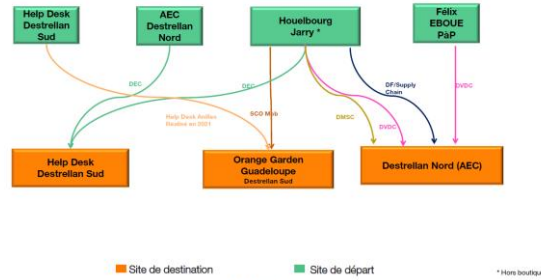 Help Desk
Destrellan
Sud
AEC
Destrellan
Nord
Houelbourg
Jarry *
Félix
EBOUE
PàP
DEC
DEC
Help Desk Antilles
Réunion en 2021
SCO Mob
DMSC
DVDC
DF/Supply
Chain
DVDC
Help Desk
Destrellan Sud
Orange Garden
Guadeloupe
Destrellan Sud
Destrellan Nord (AEC)
Site de destination
Site de départ
* Hors boutique